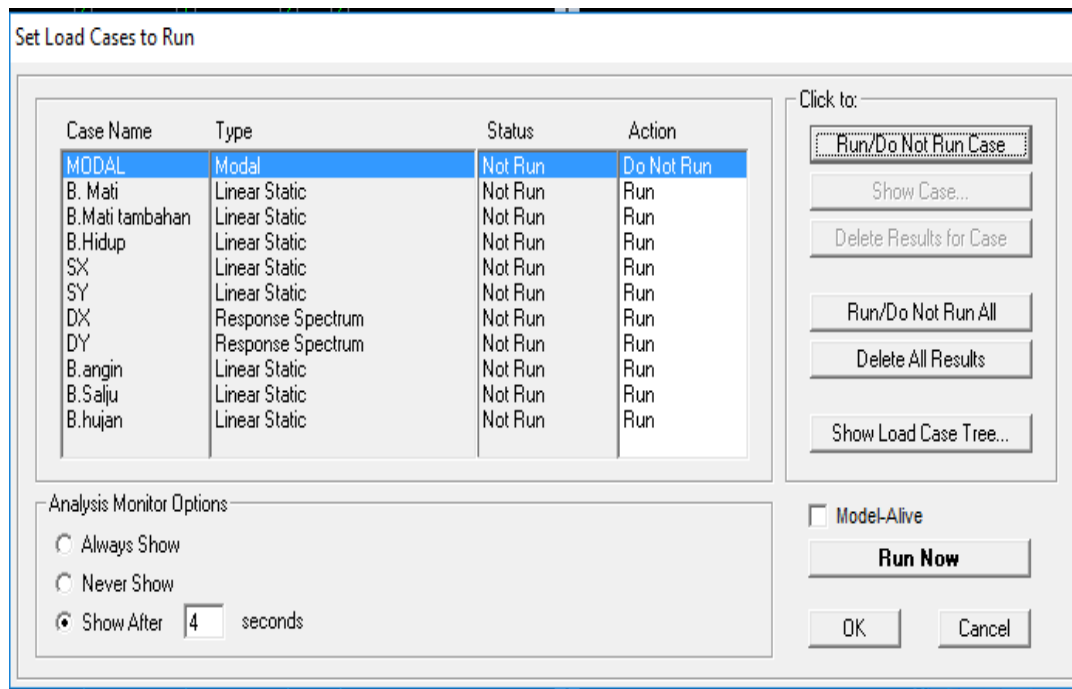 Set Load Cases to Run
Case Name Type Status Action
MODAL Modal Not Run Do Not Run
B. Mati Linear Static Not Run Run
B.Mati tambahan Linear Static Not Run Run
B.Hidup Linear Static Not Run Run
SX Linear Static Not Run Run
SY Linear Static Not Run Run
DX Response Spectrum Not Run Run
DY Response Spectrum Not Run Run
B.angin Linear Static Not Run Run
B.Salju Linear Static Not Run Run
B.hujan Linear Static Not Run Run
Click to:
Run/Do Not Run Case
Show Case...
Delete Results for Case
Run/Do Not Run All
Delete All Results
Show Load Case Tree...
Analysis Monitor Options
Always Show
Never Show
Show After 4 seconds
Model-Alive
Run Now
OK Cancel